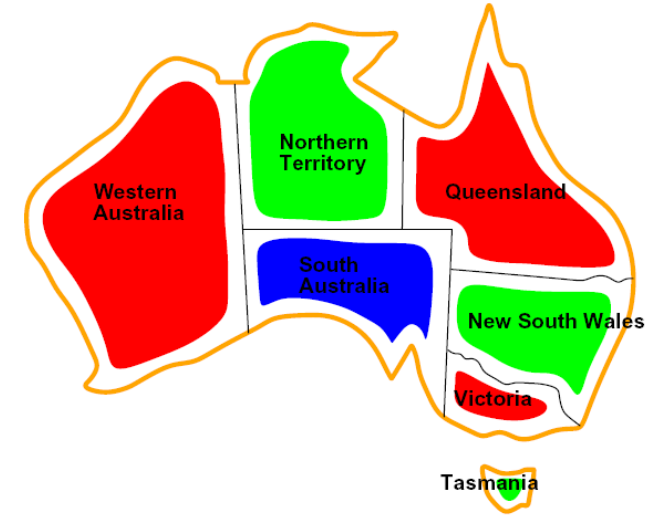 Northern
Territory
Western
Australia
Queensland
South
Australia
New South Wales
Victoria
Tasmania